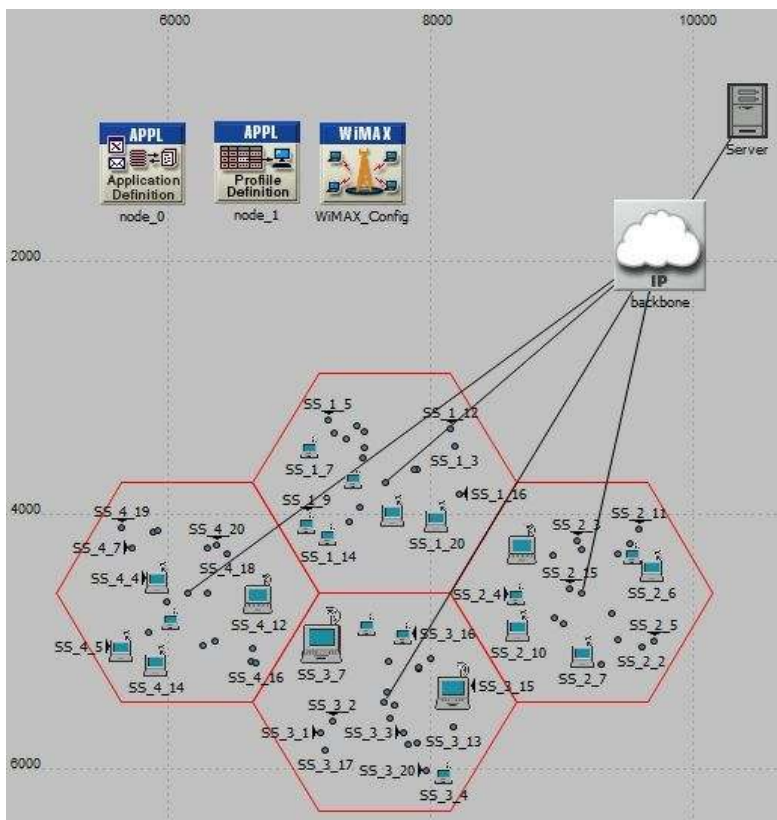 6000
8000
10000
APPL
Application
Definition
node_0
APPL
Profile
Definition
node_1
WiMAX
WiMAX_Config
Server
2000
IP
backbone
SS_1_5
SS_1_12
SS_1_7
SS_1_3
SS_1_9
SS_1_16
SS_1_14
SS_1_20
4000
SS_4_19
SS_4_20
SS_4_7
SS_4_18
SS_4_4
SS_4_12
SS_4_5
SS_4_14
SS_4_16
SS_2_11
SS_2_3
SS_2_15
SS_2_4
SS_2_6
SS_2_10
SS_2_5
SS_2_2
SS_2_7
SS_3_16
SS_3_7
SS_3_15
SS_3_2
SS_3_1
SS_3_3
SS_3_13
SS_3_17
SS_3_20
SS_3_4
6000